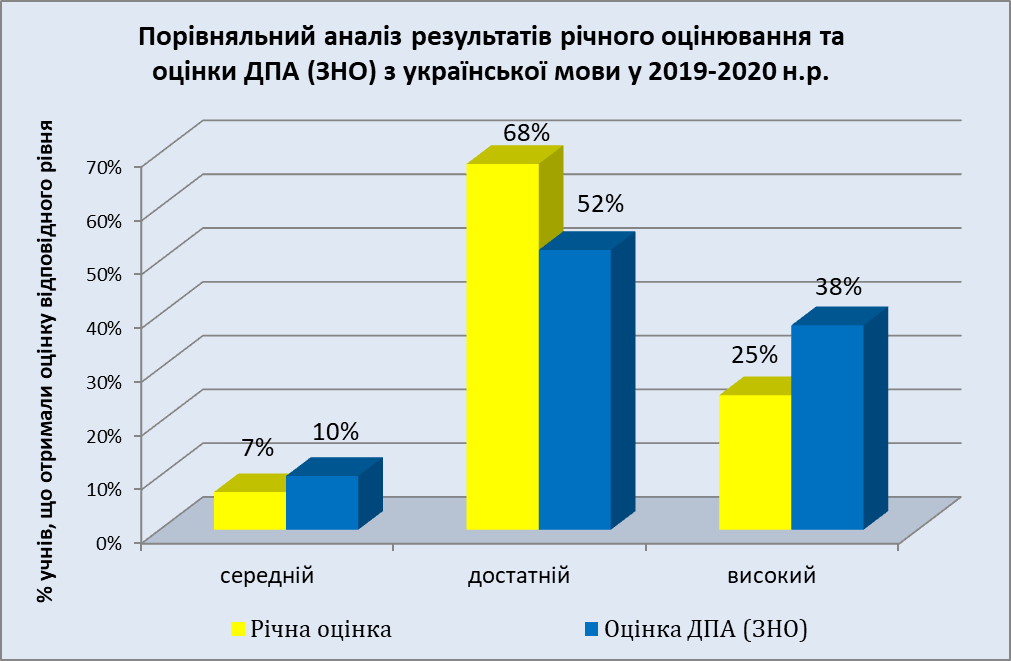 Порівняльний аналіз результатів річного оцінювання та
оцінки ДПА (ЗНО) з української мови у 2019-2020 н.р.
% учнів, що отримали оцінку відповідного рівня
70%
60%
50%
40%
30%
20%
10%
0%
7%
10%
68%
52%
25%
38%
середній
достатній
високий
Річна оцінка
Оцінка ДПА (ЗНО)